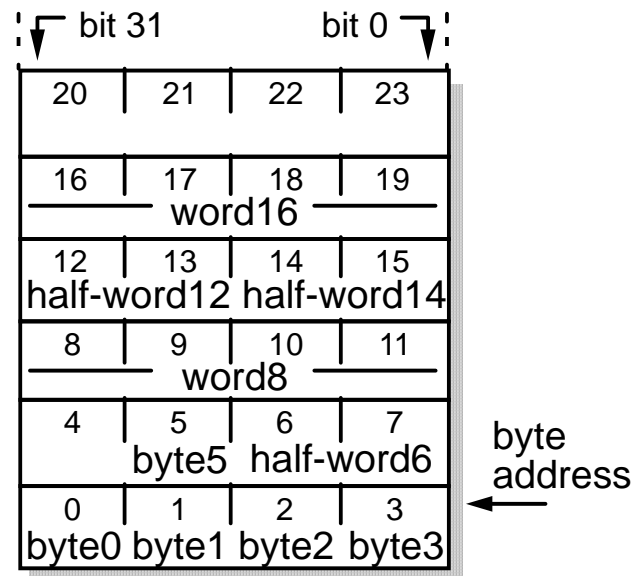 bit 31 bit 0
20 21 22 23
16 17 18 19
word16
12 13 14 15
half-word12 half-word14
8 9 10 11
word8
4 5 6 7
byte5 half-word6
byte
address
0 1 2 3
byte0 byte1 byte2 byte3